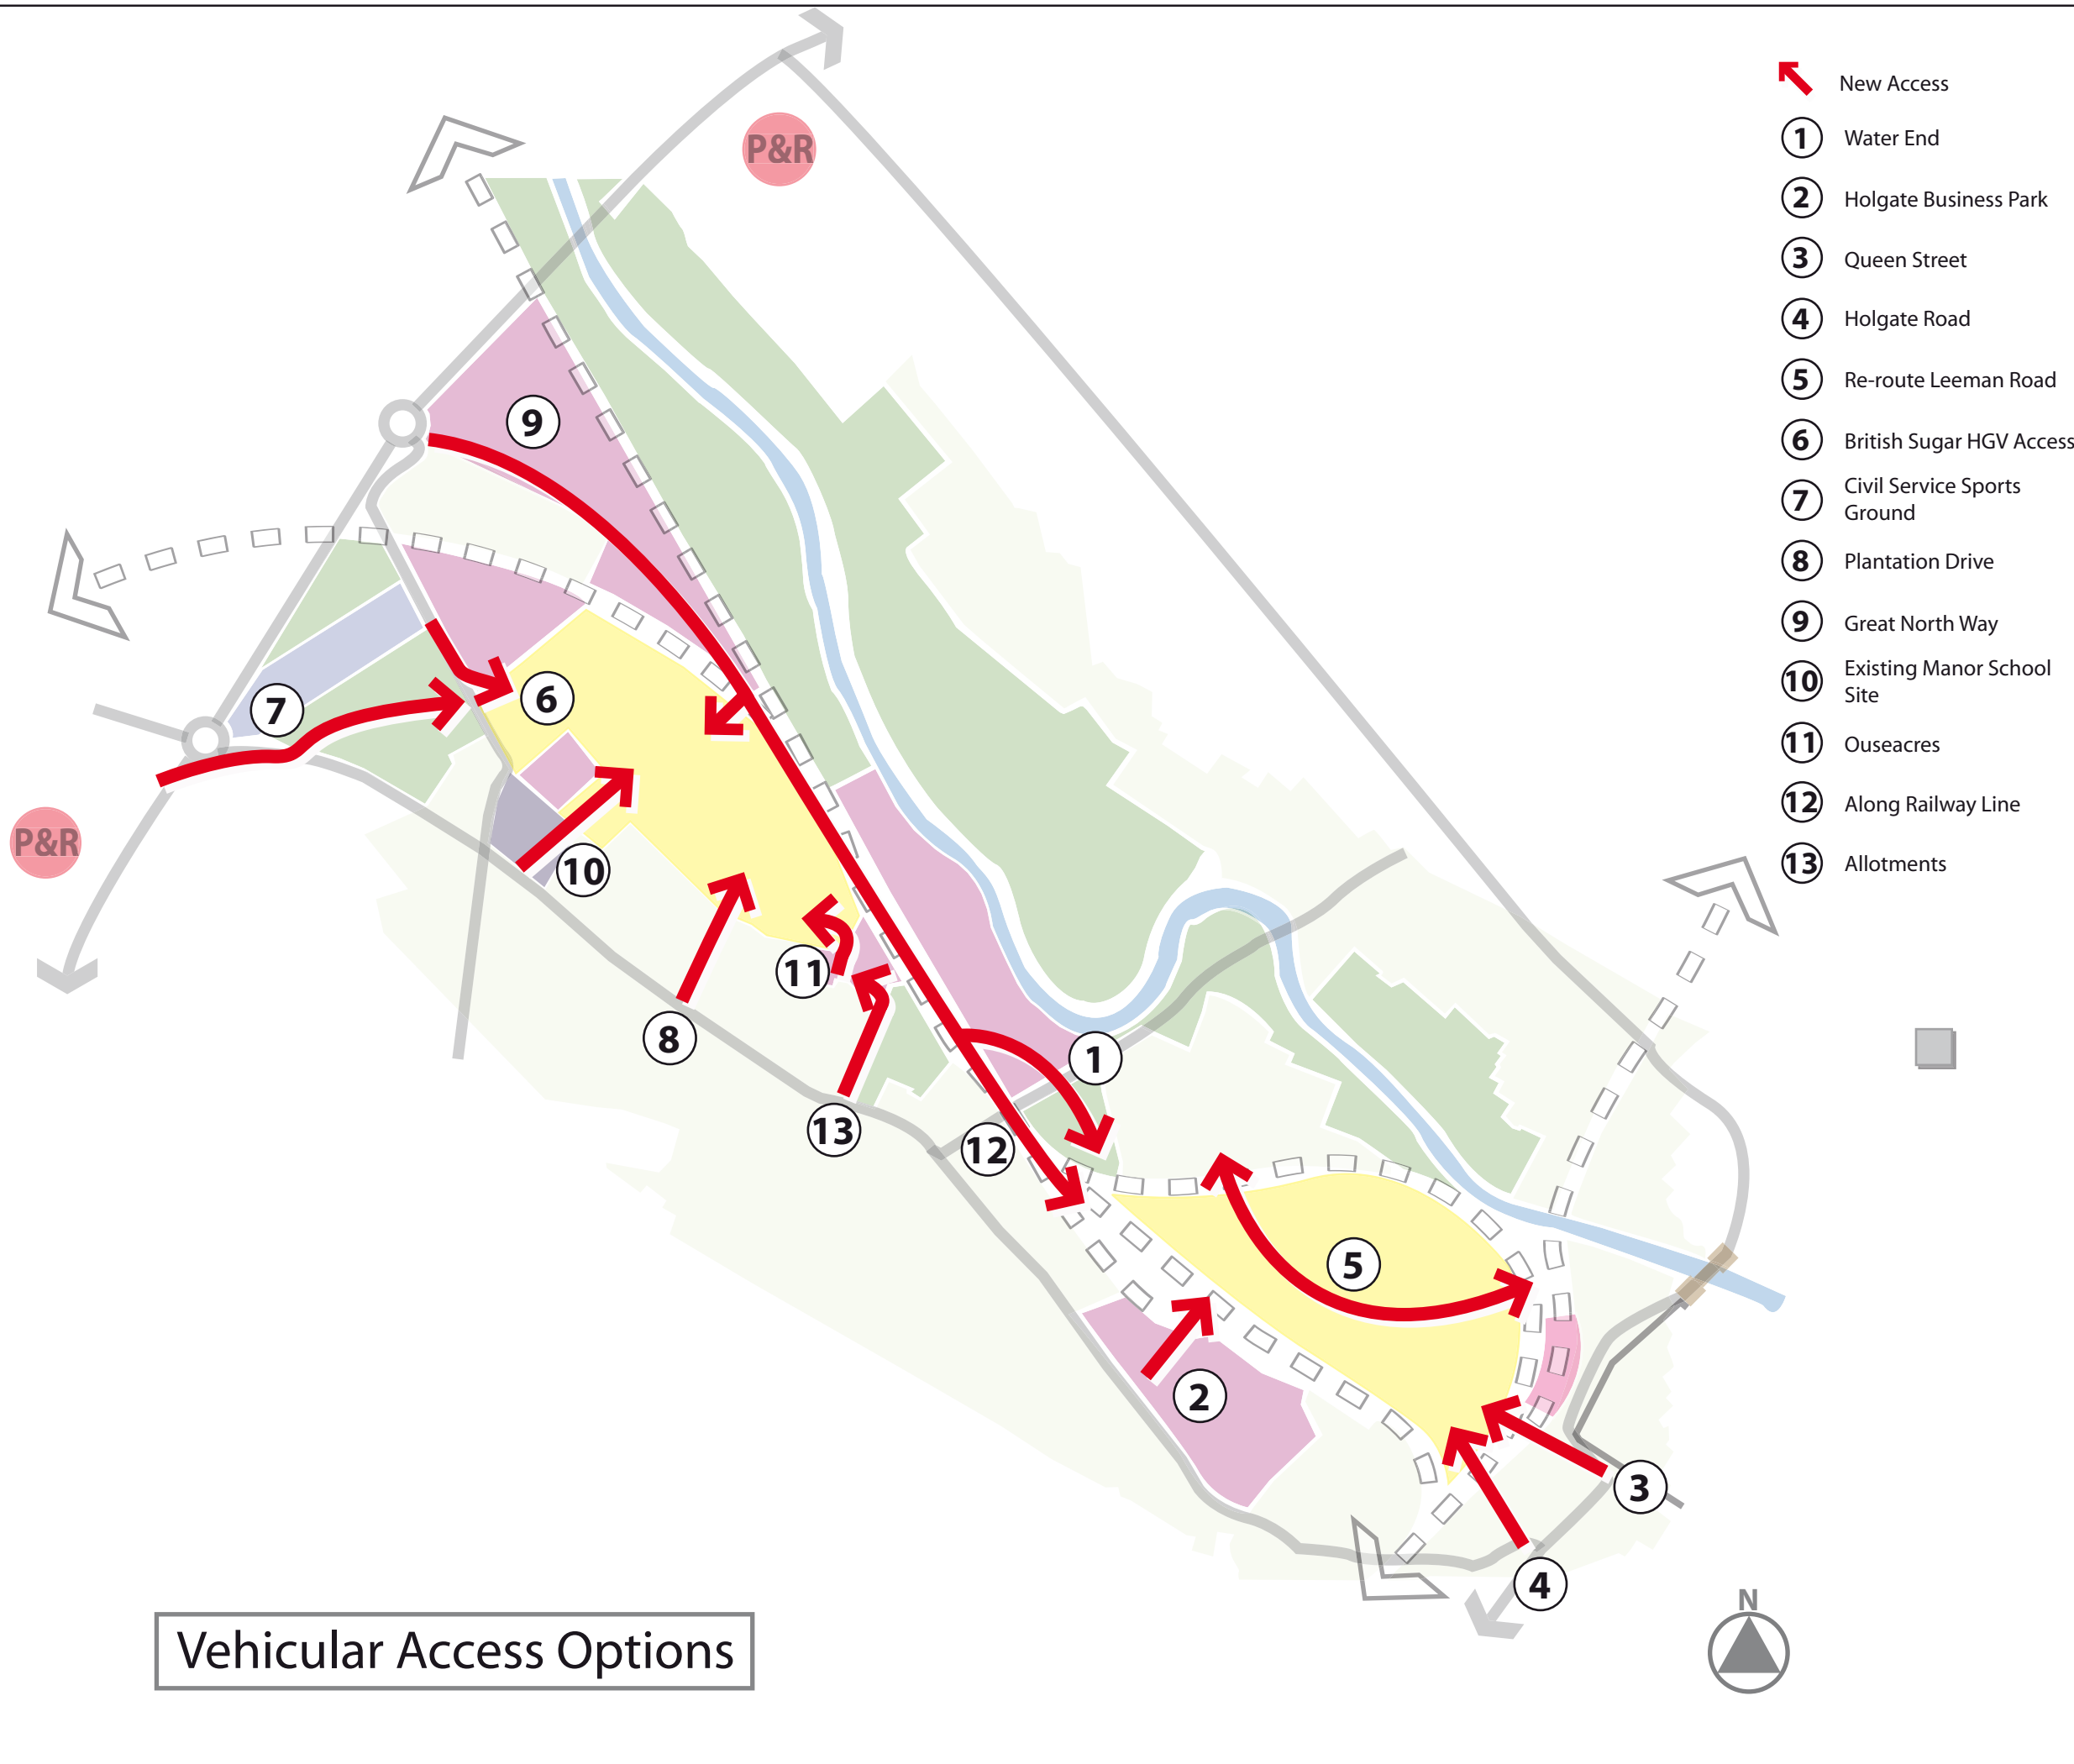 New Access
1 Water End
2 Holgate Business Park
3 Queen Street
4 Holgate Road
5 Re-route Leeman Road
6 British Sugar HGV Access
7 Civil Service Sports
Ground
8 Plantation Drive
9 Great North Way
10 Existing Manor School
Site
11 Ouseacres
12 Along Railway Line
13 Allotments
P&R
9
6
7
P&R
10
11
8
1
13
12
5
2
3
4
N
Vehicular Access Options